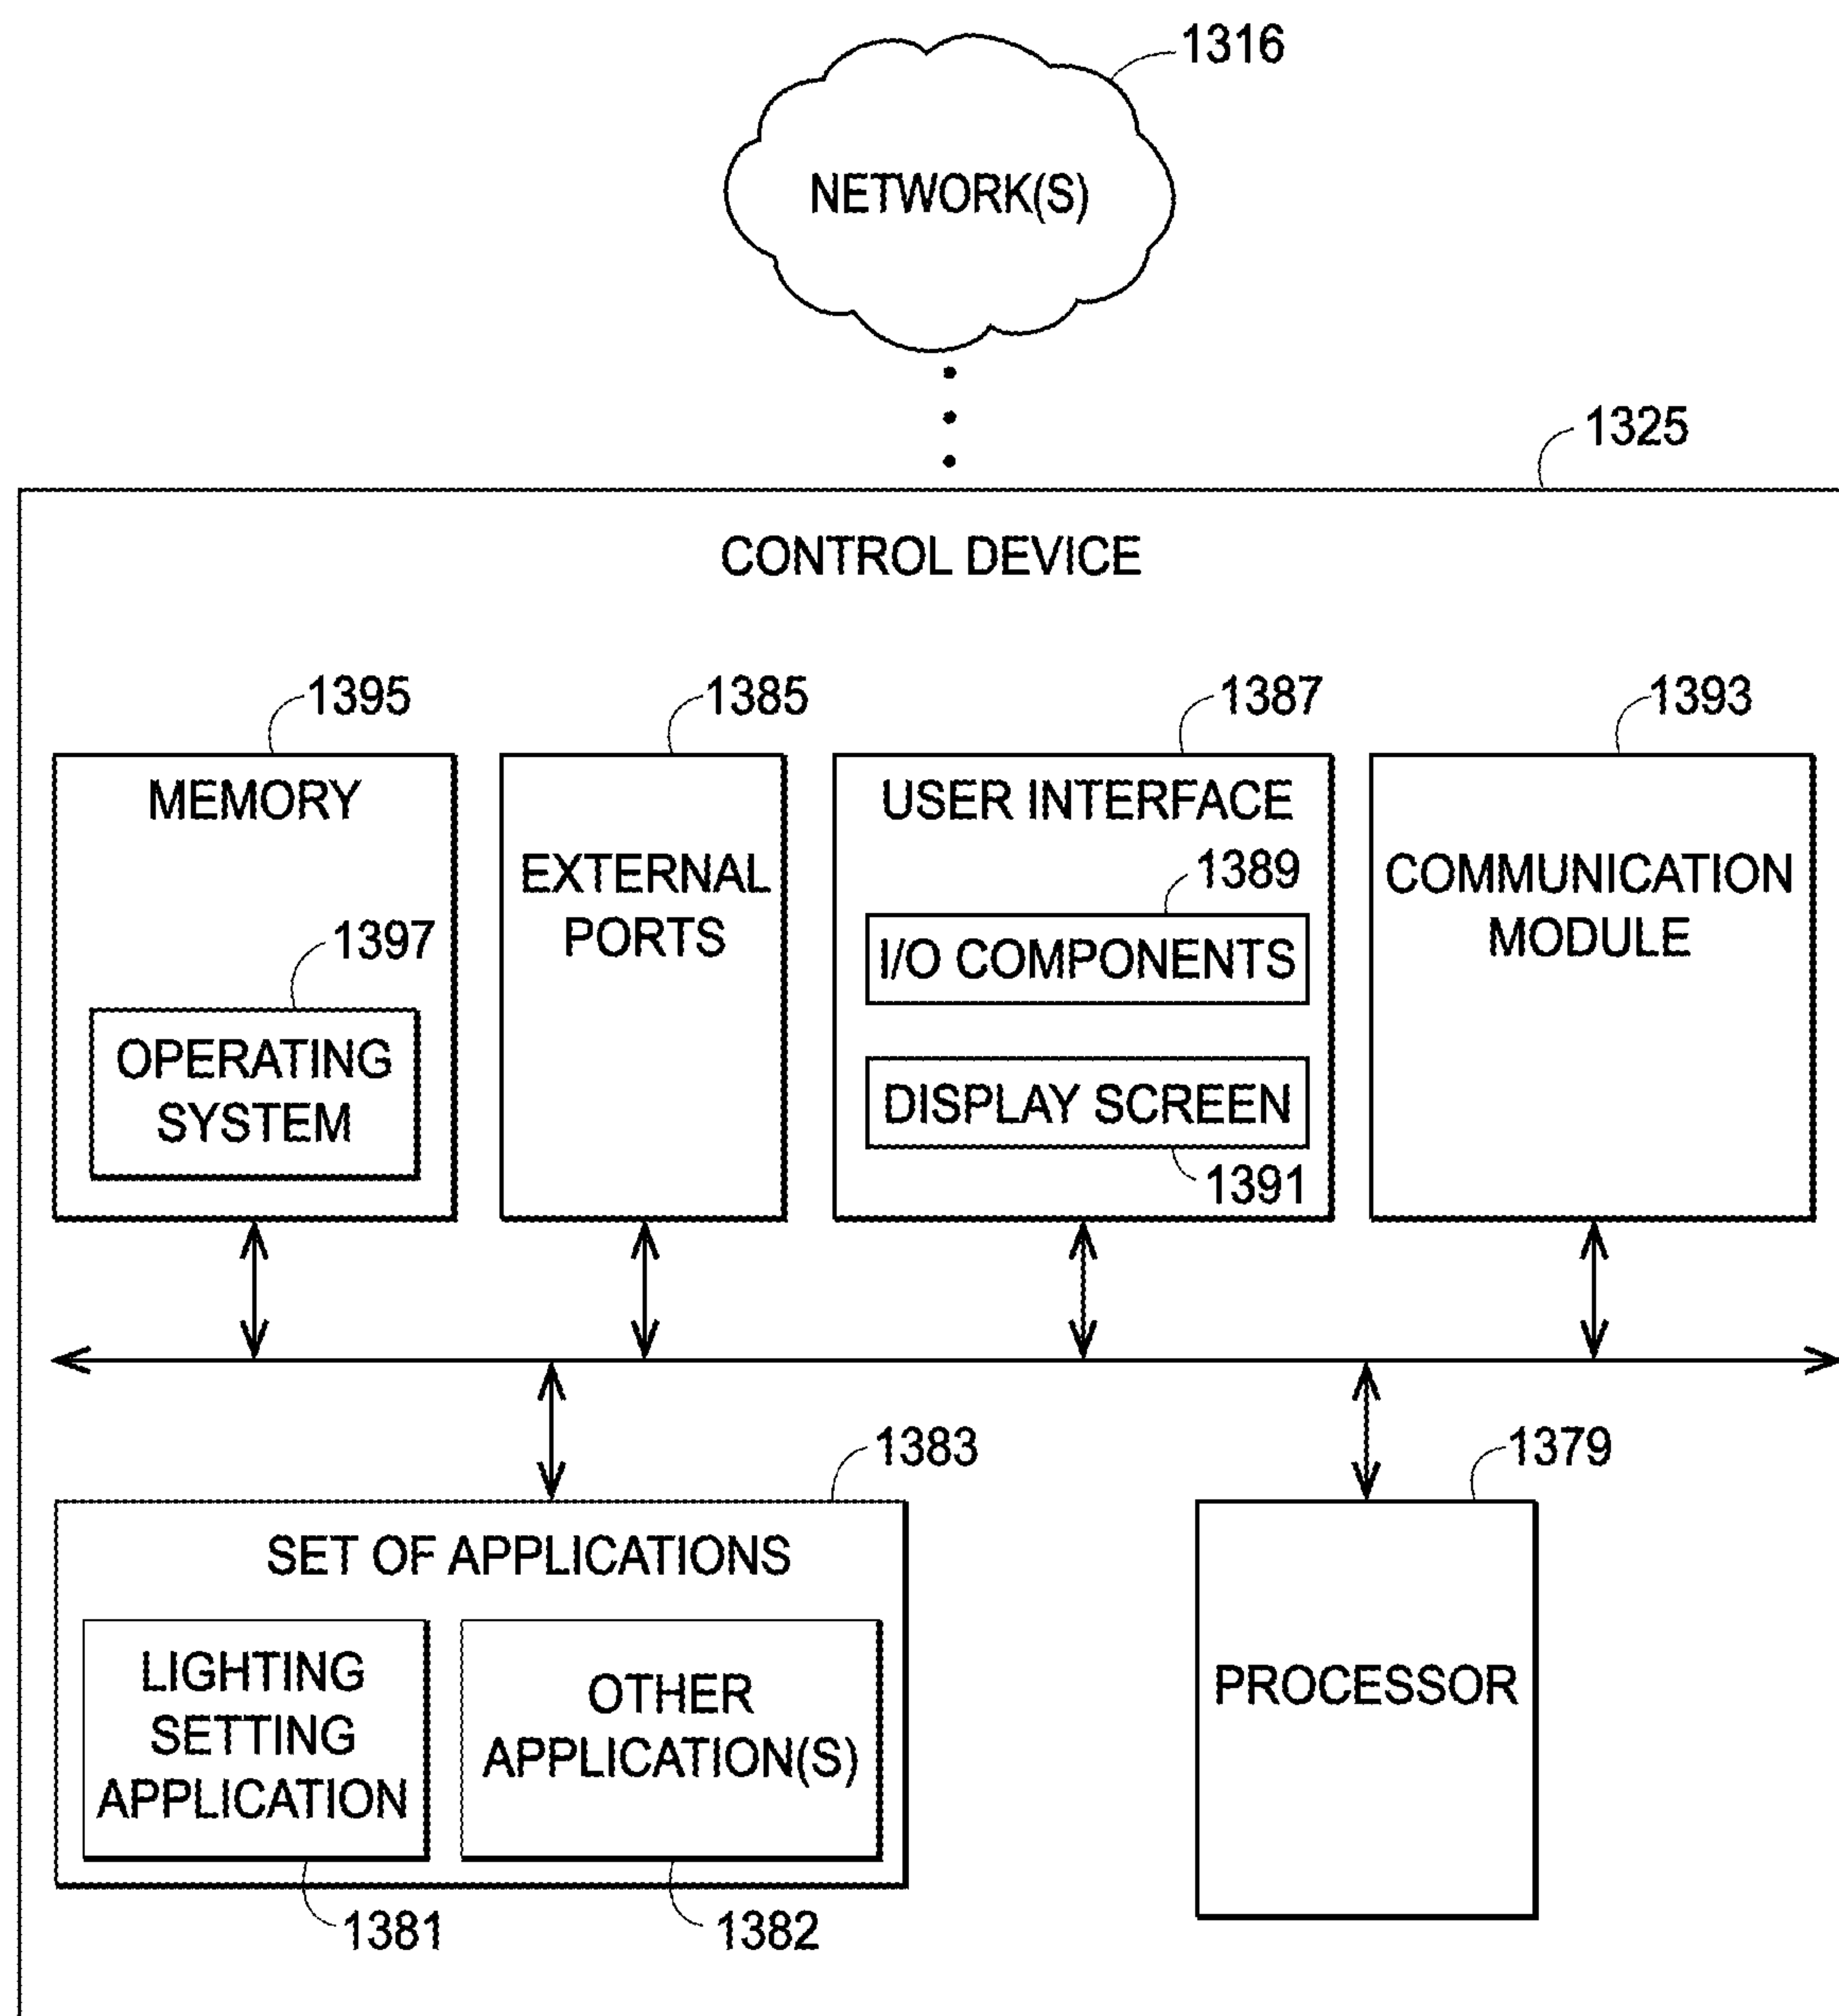 1316
NETWORK(S)
1325
CONTROL DEVICE
1395
1385
1387
1393
MEMORY
1397
OPERATING
SYSTEM
EXTERNAL
PORTS
USER INTERFACE
1389
I/O COMPONENTS
DISPLAY SCREEN
1391
COMMUNICATION
MODULE
1383
1379
SET OF APPLICATIONS
LIGHTING
SETTING
APPLICATION
OTHER
APPLICATION(S)
PROCESSOR
1381
1382